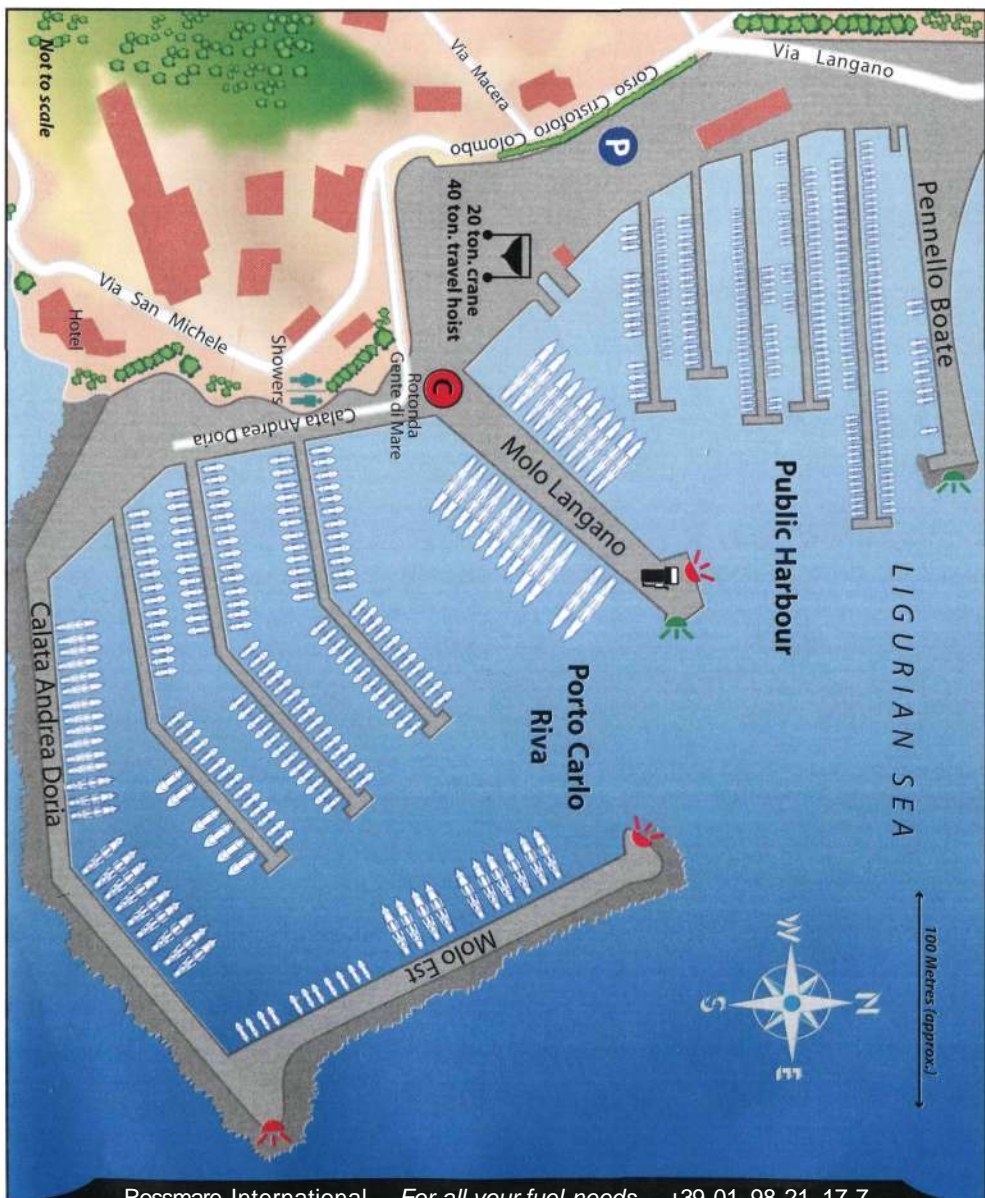 Not to scale
Via Macera
Corso Cristoforo Colombo
Via Langano
P
Pennello Boate
20 ton. crane
40 ton. travel hoist
Via San Michele
Hotel
Showers
C
Rotonda
Gente di Mare
Calata Andrea Doria
Molo Langano
Public Harbour
LIGURIAN SEA
Porto Carlo
Riva
Calata Andrea Doria
Molo Est
100 Metres (approx.)
N
W
E
S
Rossmare International For all your fuel needs +39 01 98 21 17 7